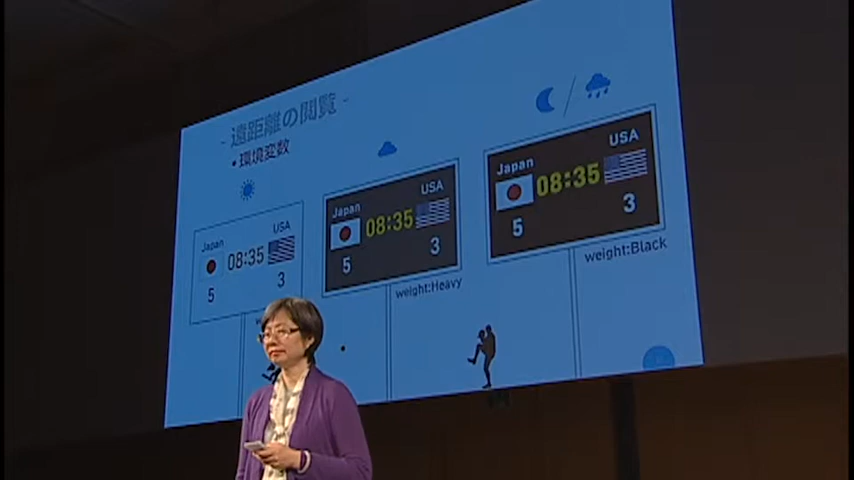 - 遠距離の閲覧 -
• 環境変数
Japan
USA
08:35
5
3
Japan
USA
08:35
5
3
weight:Heavy
Japan
USA
08:35
5
3
weight:Black